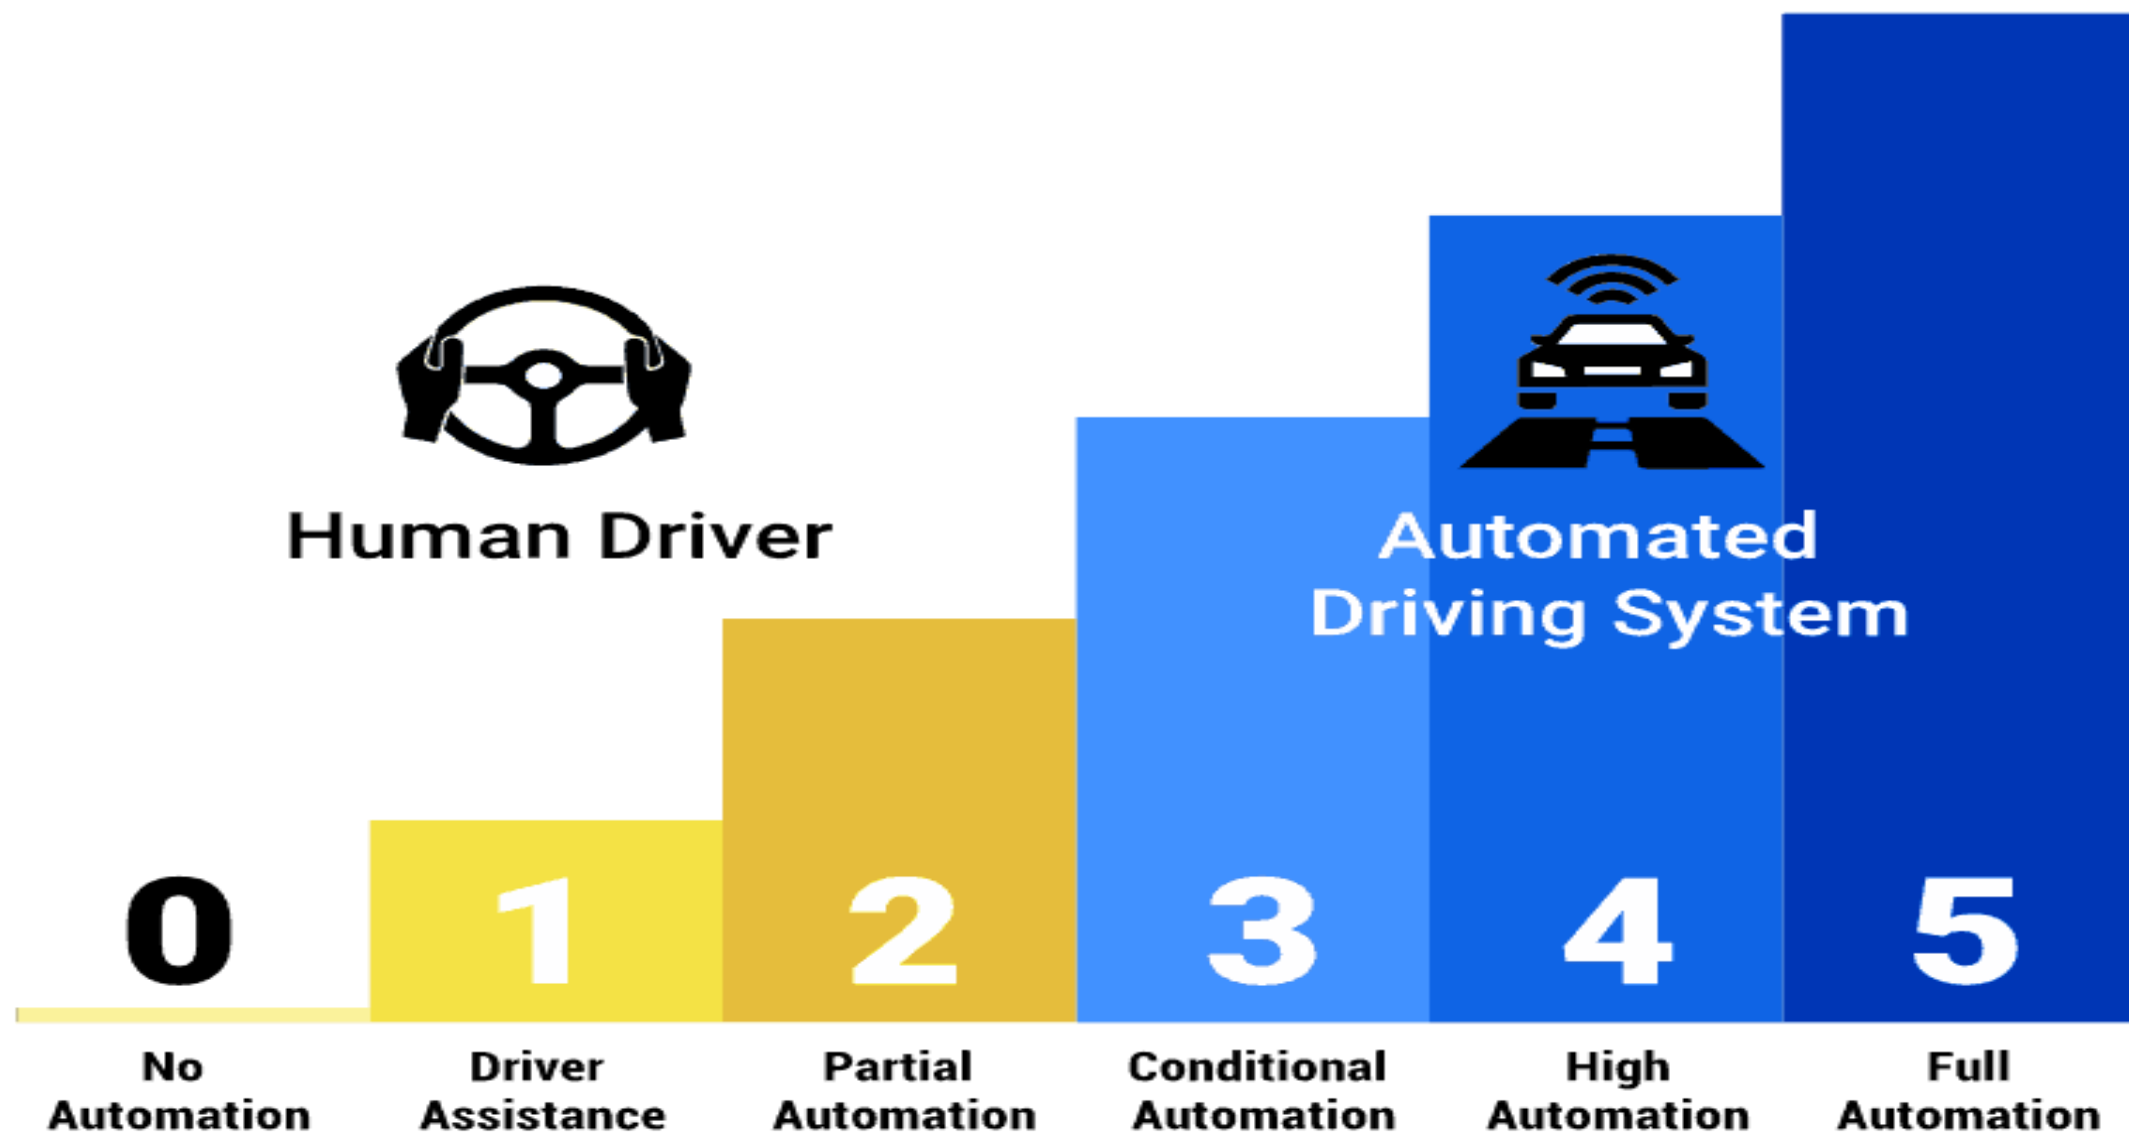 Human Driver
Automated
Driving System
0
1
2
3
4
5
No
Automation
Driver
Assistance
Partial
Automation
Conditional
Automation
High
Automation
Full
Automation